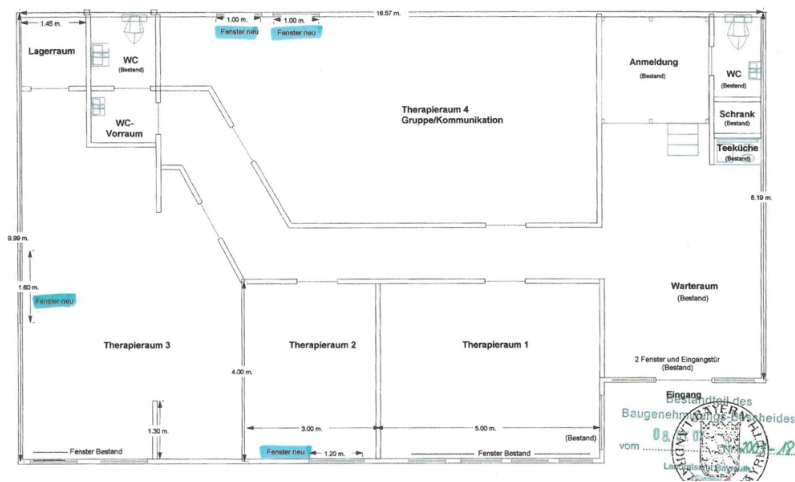 16.57 m.
1.45 m.
1.00 m.
1.00 m.
Fenster neu
Fenster neu
Lagerraum
WC
(Bestand)
WC-
Vorraum
Therapieraum 4
Gruppe/Kommunikation
Anmeldung
(Bestand)
WC
(Bestand)
Schrank
(Bestand)
Teeküche
(Bestand)
8.19 m.
9.99 m.
1.60 m.
Fenster neu
Warteraum
(Bestand)
Therapieraum 3
Therapieraum 2
Therapieraum 1
2 Fenster und Eingangstür
(Bestand)
4.00 m.
1.30 m.
3.00 m.
5.00 m.
(Bestand)
Fenster Bestand
Fenster neu
1.20 m.
Fenster Bestand
Eingang
Bestandteil des
vom